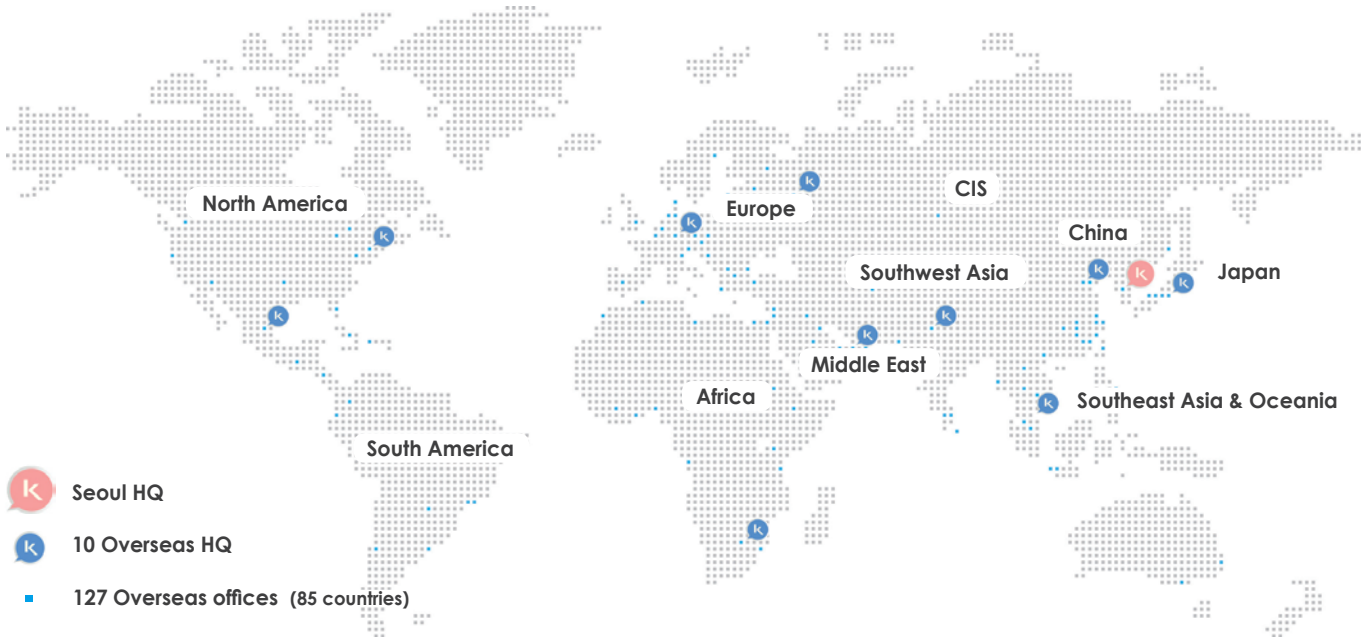 North America
Europe
CIS
China
Southwest Asia
Japan
Middle East
Africa
Southeast Asia & Oceania
South America
k Seoul HQ
k 10 Overseas HQ
127 Overseas offices (85 countries)